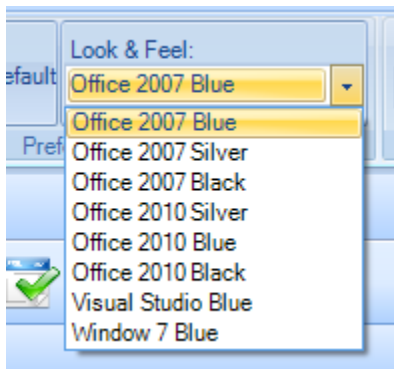 Look & Feel:
efault
Office 2007 Blue
Office 2007 Blue
Pref
Office 2007 Silver
Office 2007 Black
Office 2010 Silver
Office 2010 Blue
Office 2010 Black
Visual Studio Blue
Window 7 Blue